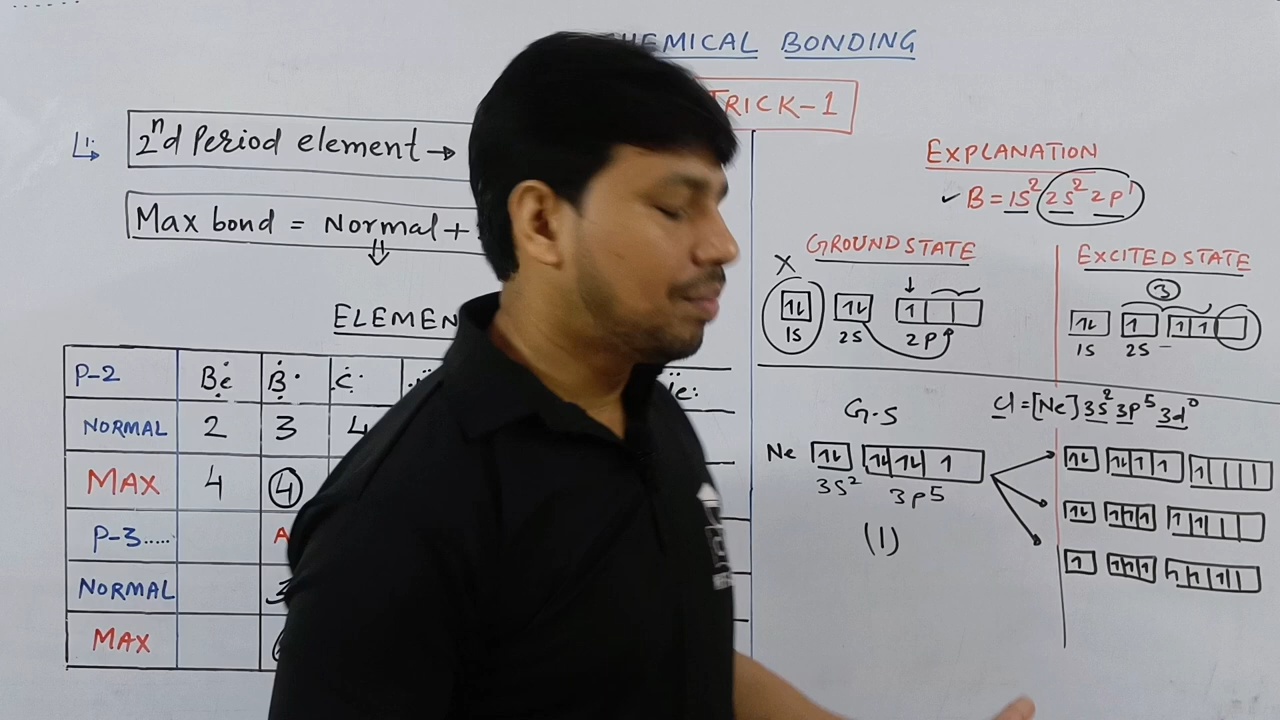 CHEMICAL BONDING
TRICK-1
2nd Period element →
Max bond = Normal +
⇓
ELEMEN
P-2 Be B C
NORMAL 2 3 4
MAX 4 4
P-3.....
NORMAL 3
MAX
EXPLANATION
✓ B = 1S² 2S² 2P¹
GROUND STATE
X
1S 2S 2P
EXCITED STATE
3
1S 2S
G.S
Cl = [Ne] 3S² 3P⁵ 3d⁰
Ne
3S² 3P⁵
(1)